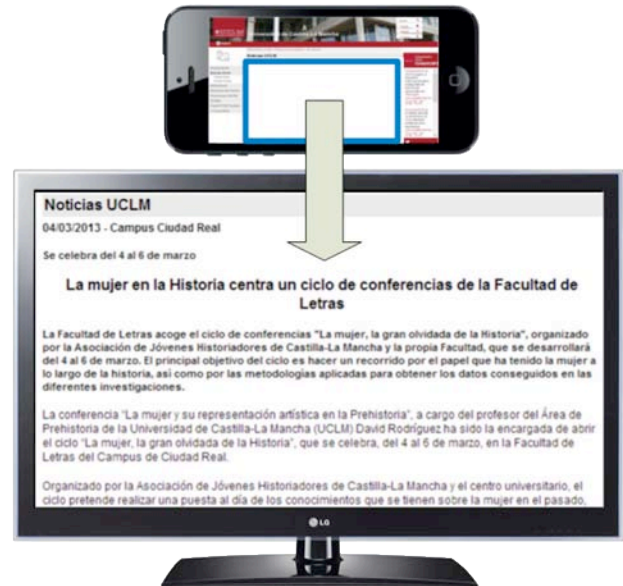 Noticias UCLM
Noticias UCLM
04/03/2013 - Campus Ciudad Real
Se celebra del 4 al 6 de marzo
La mujer en la Historia centra un ciclo de conferencias de la Facultad de
Letras
La Facultad de Letras acoge el ciclo de conferencias "La mujer, la gran olvidada de la Historia", organizado
por la Asociación de Jóvenes Historiadores de Castilla-La Mancha y la propia Facultad, que se desarrollará
del 4 al 6 de marzo. El principal objetivo del ciclo es hacer un recorrido por el papel que ha tenido la mujer a
lo largo de la historia, así como por las metodologías aplicadas para obtener los datos conseguidos en las
diferentes investigaciones.
La conferencia "La mujer y su representación artística en la Prehistoria", a cargo del profesor del Área de
Prehistoria de la Universidad de Castilla-La Mancha (UCLM) David Rodríguez ha sido la encargada de abrir
el ciclo "La mujer, la gran olvidada de la Historia", que se celebra, del 4 al 6 de marzo, en la Facultad de
Letras del Campus de Ciudad Real.
Organizado por la Asociación de Jóvenes Historiadores de Castilla-La Mancha y el centro universitario, el
ciclo pretende realizar una puesta al día de los conocimientos que se tienen sobre la mujer en el pasado,
LG